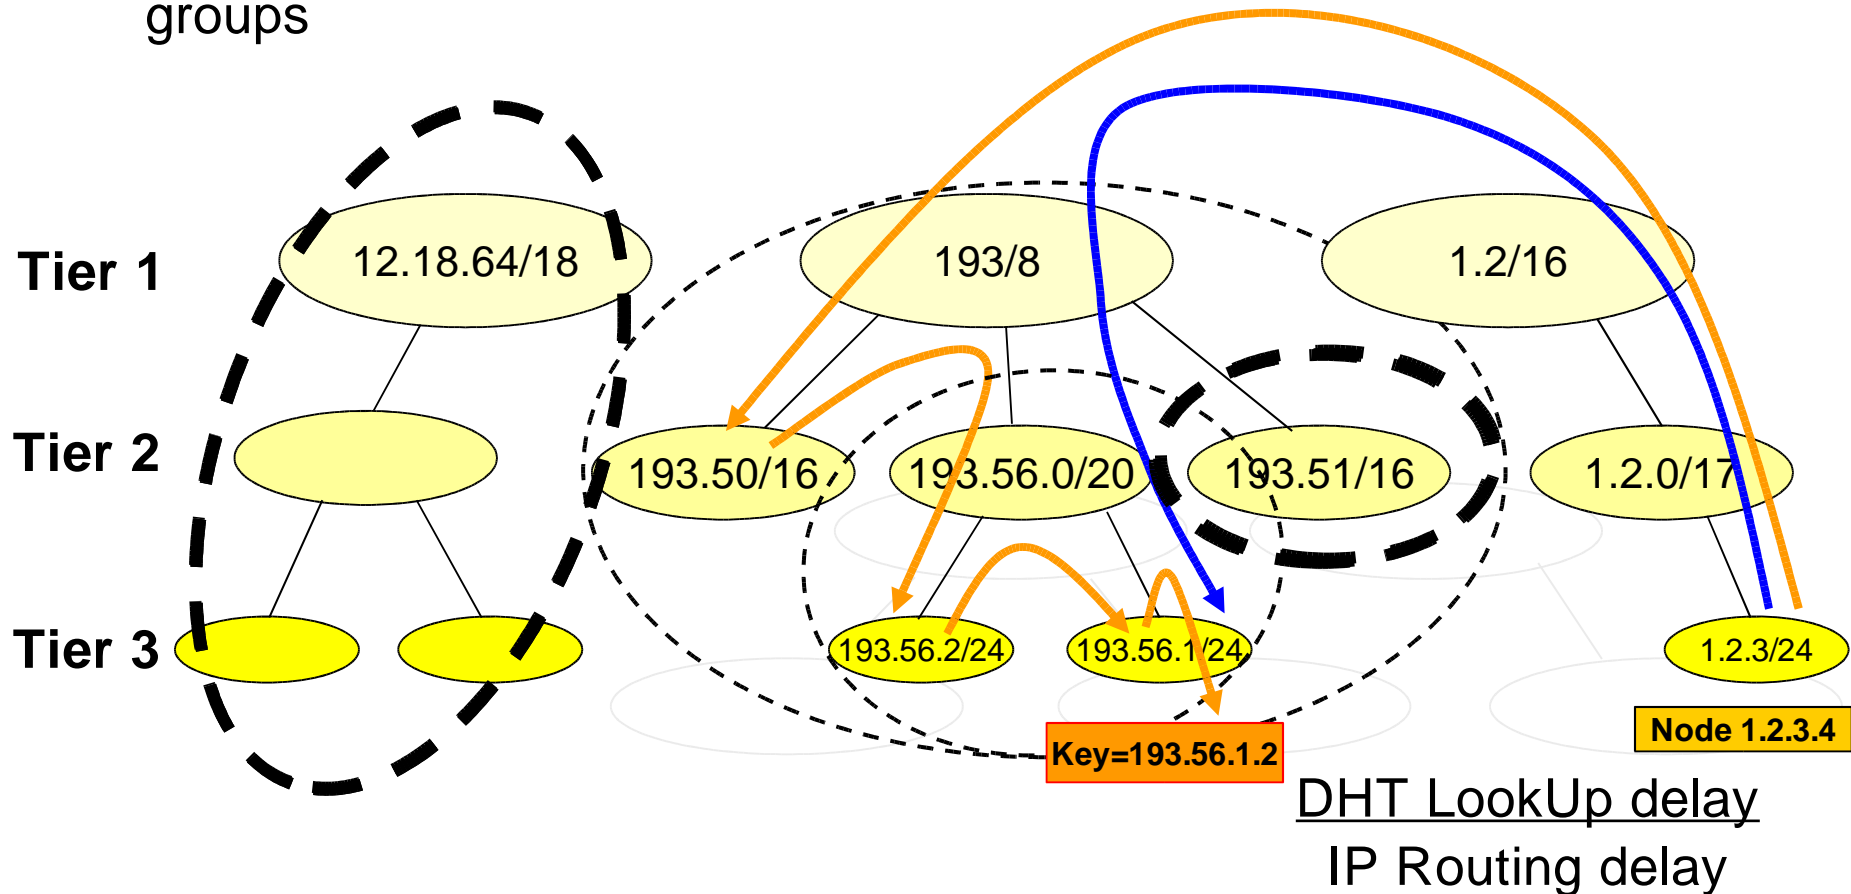 groups
Tier 1
12.18.64/18
193/8
1.2/16
Tier 2
193.50/16
193.56.0/20
193.51/16
1.2.0/17
Tier 3
193.56.2/24
193.56.1/24
1.2.3/24
Key=193.56.1.2
Node 1.2.3.4
DHT LookUp delay
IP Routing delay